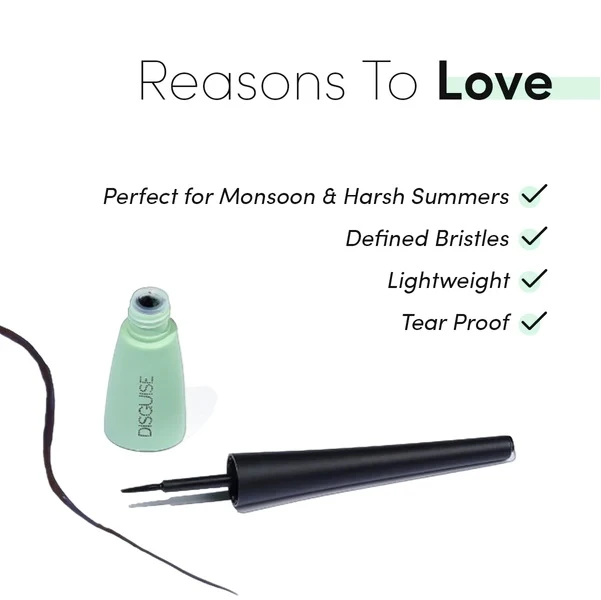 Reasons To Love
Perfect for Monsoon & Harsh Summers
Defined Bristles
Lightweight
Tear Proof
DISGUISE